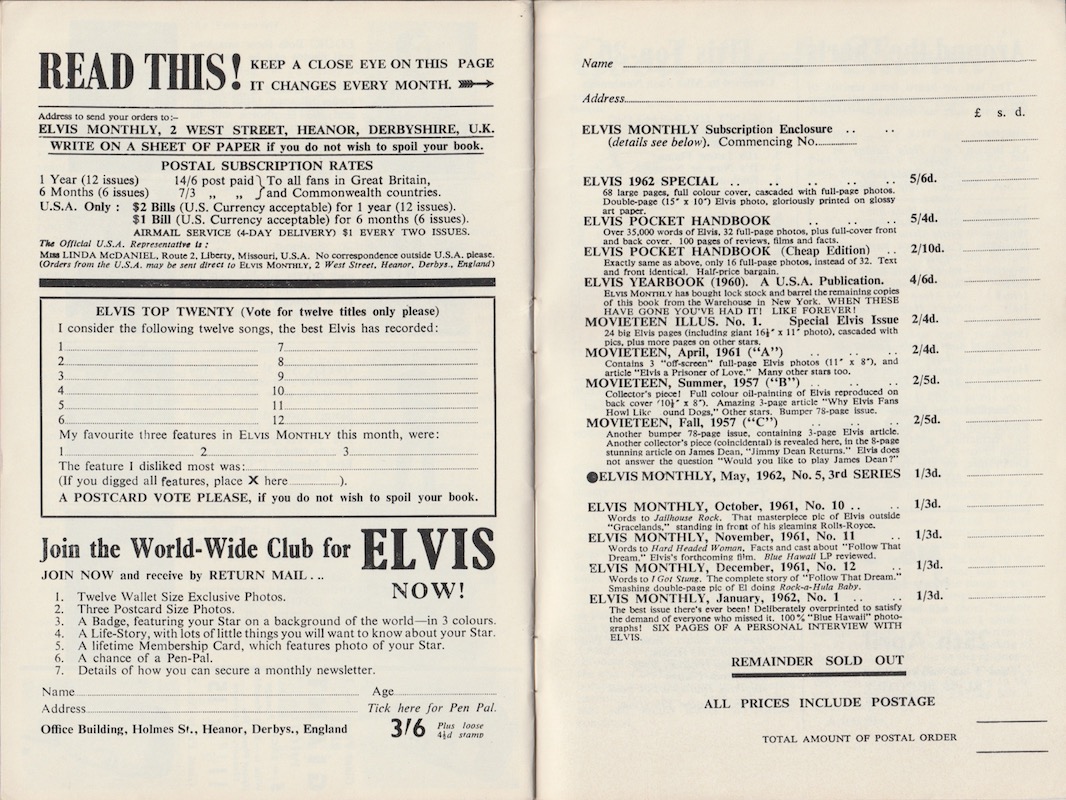 READ THIS! KEEP A CLOSE EYE ON THIS PAGE
IT CHANGES EVERY MONTH.
Address to send your orders to:–
ELVIS MONTHLY, 2 WEST STREET, HEANOR, DERBYSHIRE, U.K.
WRITE ON A SHEET OF PAPER if you do not wish to spoil your book.
POSTAL SUBSCRIPTION RATES
1 Year (12 issues) 14/6 post paid } To all fans in Great Britain,
6 Months (6 issues) 7/3 „ „ } and Commonwealth countries.
U.S.A. Only : $2 Bills (U.S. Currency acceptable) for 1 year (12 issues).
$1 Bill (U.S. Currency acceptable) for 6 months (6 issues).
AIRMAIL SERVICE (4-DAY DELIVERY) $1 EVERY TWO ISSUES.
The Official U.S.A. Representative is :
Miss LINDA McDANIEL, Route 2, Liberty, Missouri, U.S.A. No correspondence outside U.S.A. please.
(Orders from the U.S.A. may be sent direct to ELVIS MONTHLY, 2 West Street, Heanor, Derbys., England)
ELVIS TOP TWENTY (Vote for twelve titles only please)
I consider the following twelve songs, the best Elvis has recorded:
1 7
2 8
3 9
4 10
5 11
6 12
My favourite three features in ELVIS MONTHLY this month, were:
1 2 3
The feature I disliked most was:
(If you digged all features, place X here ).
A POSTCARD VOTE PLEASE, if you do not wish to spoil your book.
Join the World-Wide Club for ELVIS
JOIN NOW and receive by RETURN MAIL . . . NOW!
1. Twelve Wallet Size Exclusive Photos.
2. Three Postcard Size Photos.
3. A Badge, featuring your Star on a background of the world—in 3 colours.
4. A Life-Story, with lots of little things you will want to know about your Star.
5. A lifetime Membership Card, which features photo of your Star.
6. A chance of a Pen-Pal.
7. Details of how you can secure a monthly newsletter.
Name Age
Address Tick here for Pen Pal.
Office Building, Holmes St., Heanor, Derbys., England 3/6 Plus loose
4½d stamp
Name
Address
£ s. d.
ELVIS MONTHLY Subscription Enclosure .. ..
(details see below). Commencing No.
ELVIS 1962 SPECIAL .. .. .. .. .. 5/6d.
68 large pages, full colour cover, cascaded with full-page photos.
Double-page (15" x 10") Elvis photo, gloriously printed on glossy
art paper.
ELVIS POCKET HANDBOOK .. .. .. 5/4d.
Over 35,000 words of Elvis, 32 full-page photos, plus full-cover front
and back cover. 100 pages of reviews, films and facts.
ELVIS POCKET HANDBOOK (Cheap Edition) .. 2/10d.
Exactly same as above, only 16 full-page photos, instead of 32. Text
and front identical. Half-price bargain.
ELVIS YEARBOOK (1960). A U.S.A. Publication. 4/6d.
ELVIS MONTHLY has bought lock stock and barrel the remaining copies
of this book from the Warehouse in New York. WHEN THESE
HAVE GONE YOU'VE HAD IT! LIKE FOREVER!
MOVIETEEN ILLUS. No. 1. Special Elvis Issue 2/4d.
24 big Elvis pages (including giant 16½" x 11" photo), cascaded with
pics, plus more pages on other stars.
MOVIETEEN, April, 1961 ("A") .. .. .. 2/4d.
Contains 3 "off-screen" full-page Elvis photos (11" x 8"), and
article "Elvis a Prisoner of Love." Many other stars too.
MOVIETEEN, Summer, 1957 ("B") .. .. .. 2/5d.
Collector's piece! Full colour oil-painting of Elvis reproduced on
back cover '10½" x 8"). Amazing 3-page article "Why Elvis Fans
Howl Like ound Dogs," Other stars. Bumper 78-page issue.
MOVIETEEN, Fall, 1957 ("C") .. .. .. 2/5d.
Another bumper 78-page issue, containing 3-page Elvis article.
Another collector's piece (coincidental) is revealed here, in the 8-page
stunning article on James Dean, "Jimmy Dean Returns." Elvis does
not answer the question "Would you like to play James Dean?"
●ELVIS MONTHLY, May, 1962, No. 5, 3rd SERIES 1/3d.
ELVIS MONTHLY, October, 1961, No. 10 .. .. 1/3d.
Words to Jailhouse Rock. That masterpiece pic of Elvis outside
"Gracelands," standing in front of his gleaming Rolls-Royce.
ELVIS MONTHLY, November, 1961, No. 11 .. 1/3d.
Words to Hard Headed Woman, Facts and cast about "Follow That
Dream," Elvis's forthcoming film. Blue Hawaii LP reviewed.
ELVIS MONTHLY, December, 1961, No. 12 .. 1/3d.
Words to I Got Stung. The complete story of "Follow That Dream."
Smashing double-page pic of El doing Rock-a-Hula Baby.
ELVIS MONTHLY, January, 1962, No. 1 .. .. 1/3d.
The best issue there's ever been! Deliberately overprinted to satisfy
the demand of everyone who missed it. 100% "Blue Hawaii" photo-
graphs! SIX PAGES OF A PERSONAL INTERVIEW WITH
ELVIS.
REMAINDER SOLD OUT
ALL PRICES INCLUDE POSTAGE
TOTAL AMOUNT OF POSTAL ORDER